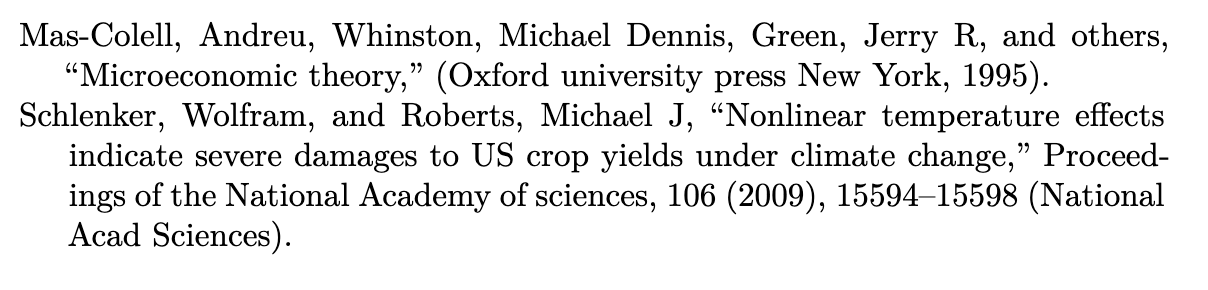 Mas-Colell, Andreu, Whinston, Michael Dennis, Green, Jerry R, and others,
“Microeconomic theory,” (Oxford university press New York, 1995).
Schlenker, Wolfram, and Roberts, Michael J, “Nonlinear temperature effects
indicate severe damages to US crop yields under climate change,” Proceed-
ings of the National Academy of sciences, 106 (2009), 15594–15598 (National
Acad Sciences).